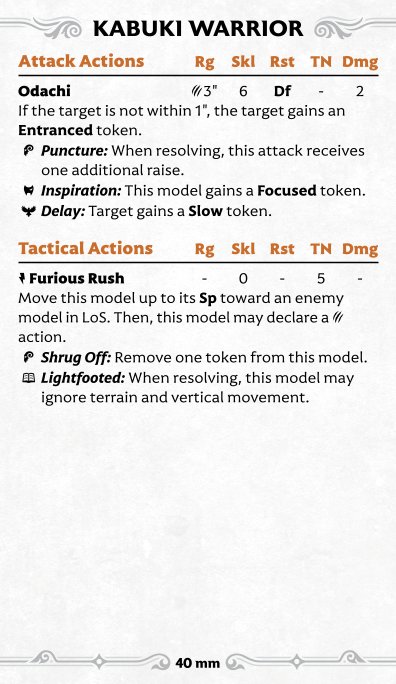 KABUKI WARRIOR
Attack Actions Rg Skl Rst TN Dmg
Odachi 3" 6 Df - 2
If the target is not within 1", the target gains an
Entranced token.
Puncture: When resolving, this attack receives
one additional raise.
Inspiration: This model gains a Focused token.
Delay: Target gains a Slow token.
Tactical Actions Rg Skl Rst TN Dmg
Furious Rush - 0 - 5 -
Move this model up to its Sp toward an enemy
model in LoS. Then, this model may declare a
action.
Shrug Off: Remove one token from this model.
Lightfooted: When resolving, this model may
ignore terrain and vertical movement.
40 mm